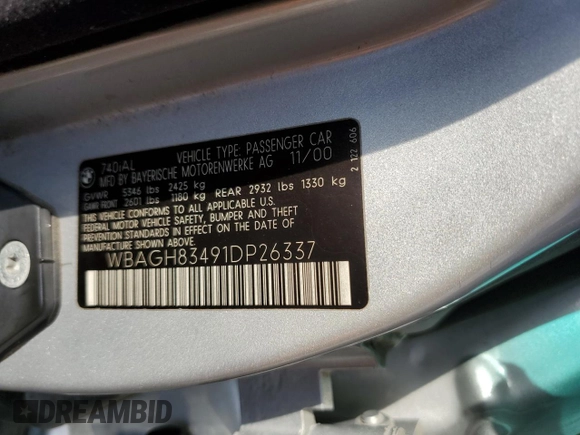 740iAL
VEHICLE TYPE: PASSENGER CAR
MFD BY BAYERISCHE MOTORENWERKE AG 11/00
GVWR 5346 lbs 2425 kg
GAWR FRONT 2601 lbs 1180 kg REAR 2932 lbs 1330 kg
THIS VEHICLE CONFORMS TO ALL APPLICABLE U.S.
FEDERAL MOTOR VEHICLE SAFETY, BUMPER AND THEFT
PREVENTION STANDARDS IN EFFECT ON THE DATE OF
MANUFACTURE SHOWN ABOVE.
WBAGH83491DP26337
2 122 606
DREAMBID